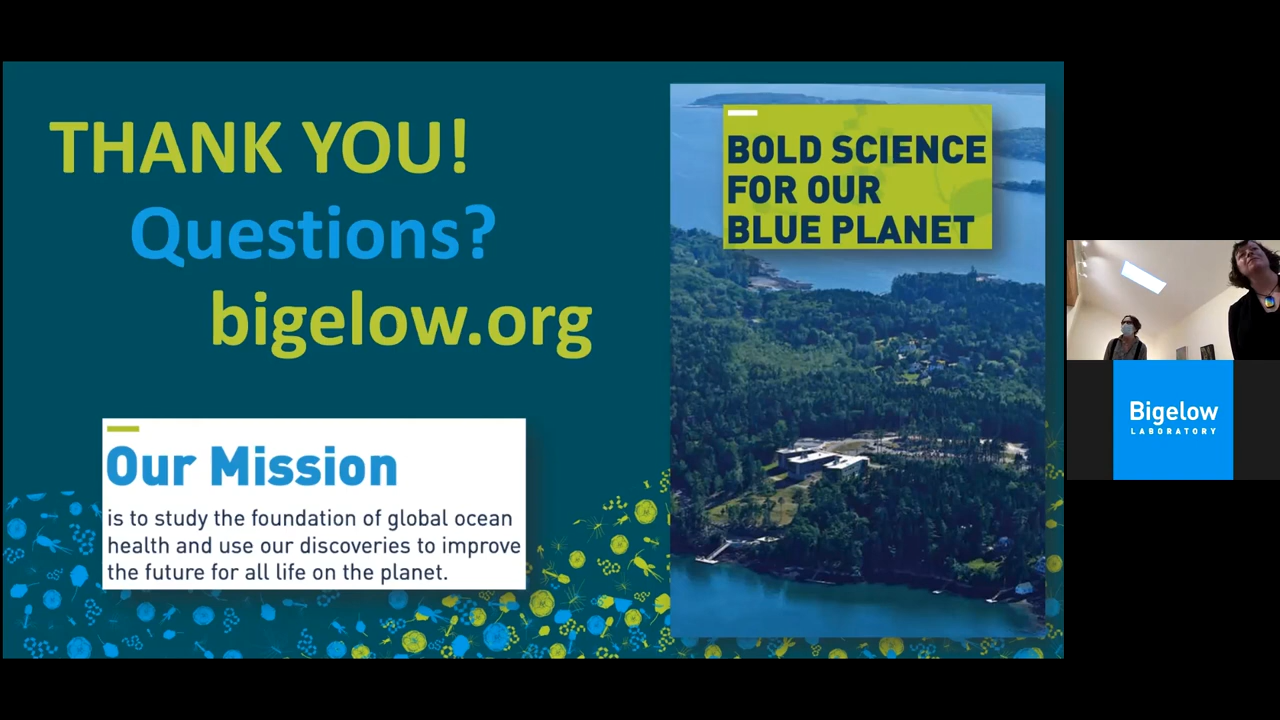 THANK YOU!
Questions?
bigelow.org
Our Mission
is to study the foundation of global ocean
health and use our discoveries to improve
the future for all life on the planet.
BOLD SCIENCE
FOR OUR
BLUE PLANET
Bigelow
LABORATORY